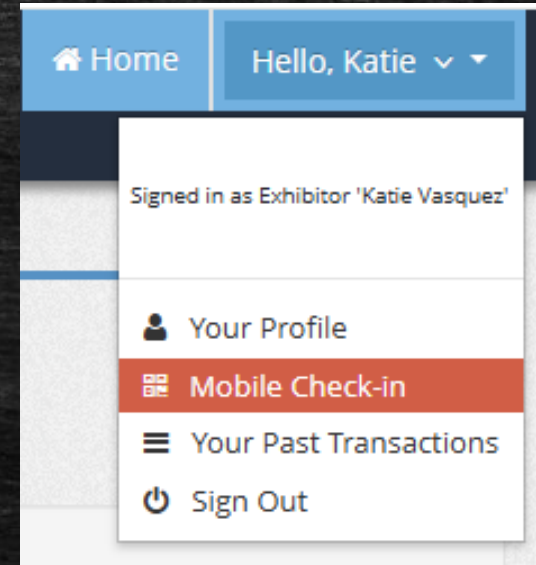 Home
Hello, Katie
Signed in as Exhibitor 'Katie Vasquez'
Your Profile
Mobile Check-in
Your Past Transactions
Sign Out